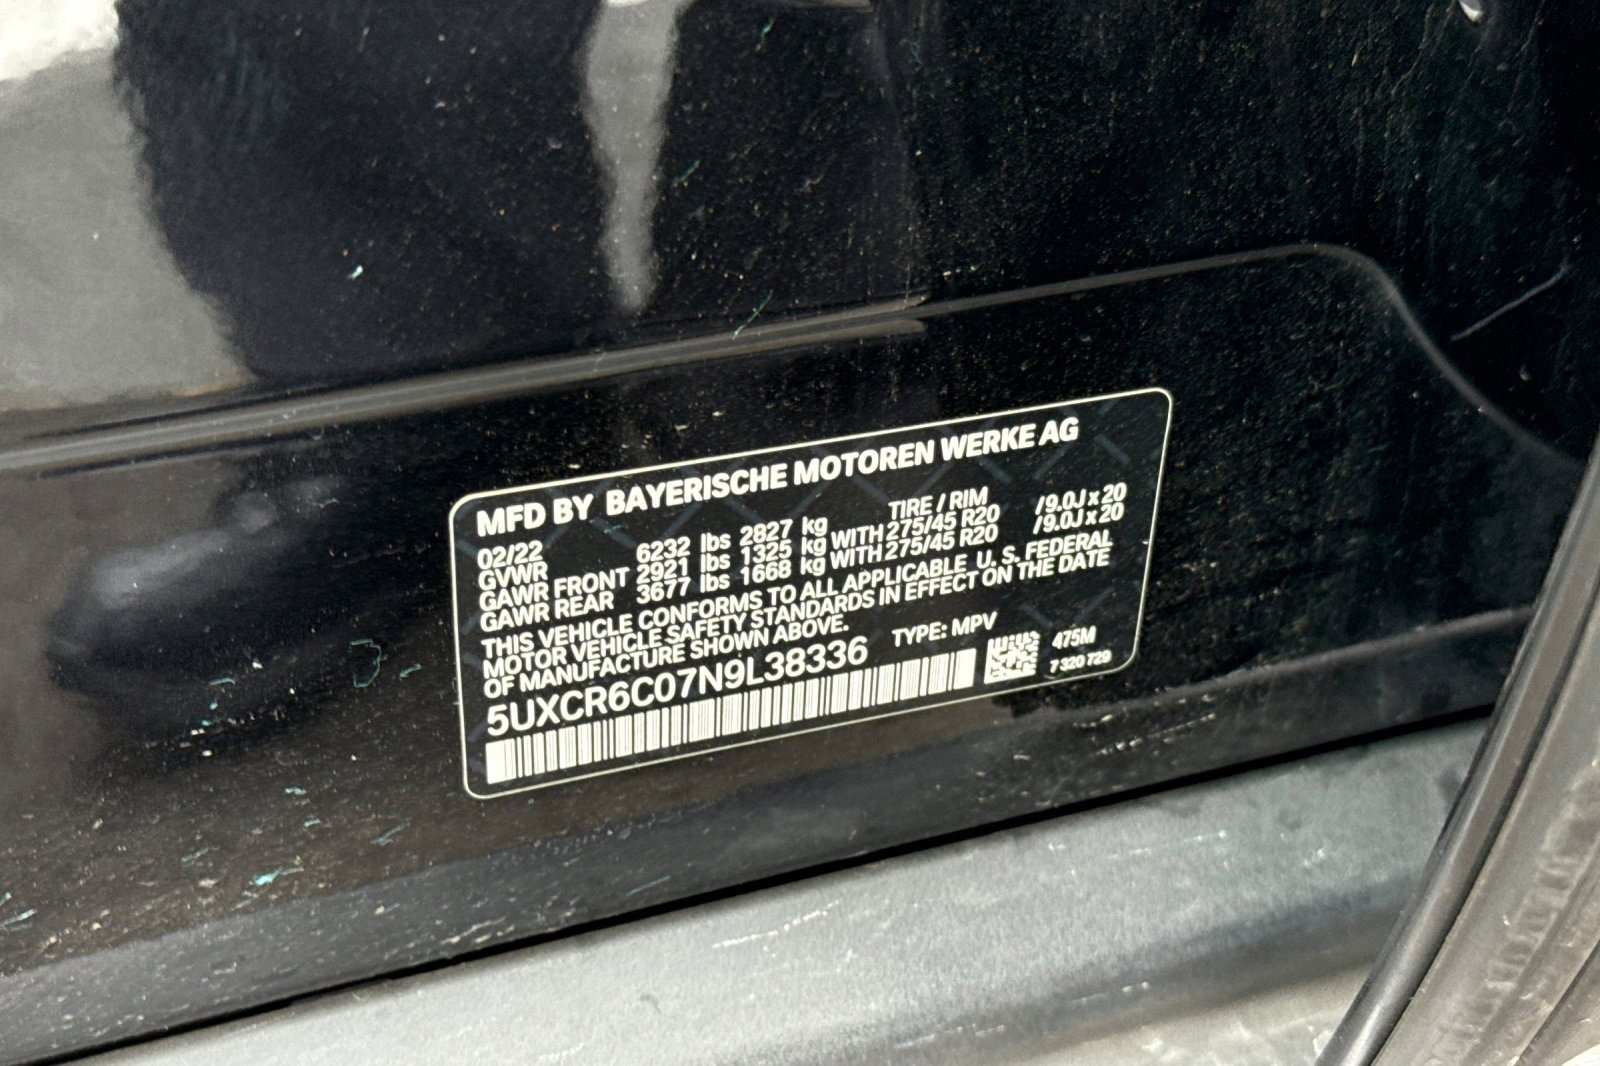 MFD BY BAYERISCHE MOTOREN WERKE AG
TIRE / RIM
02/22
GVWR 6232 lbs 2827 kg
GAWR FRONT 2921 lbs 1325 kg WITH 275/45 R20 /9.0J x 20
GAWR REAR 3677 lbs 1668 kg WITH 275/45 R20 /9.0J x 20
THIS VEHICLE CONFORMS TO ALL APPLICABLE U. S. FEDERAL
MOTOR VEHICLE SAFETY STANDARDS IN EFFECT ON THE DATE
OF MANUFACTURE SHOWN ABOVE.
5UXCR6C07N9L38336 TYPE: MPV
475M
7 320 729